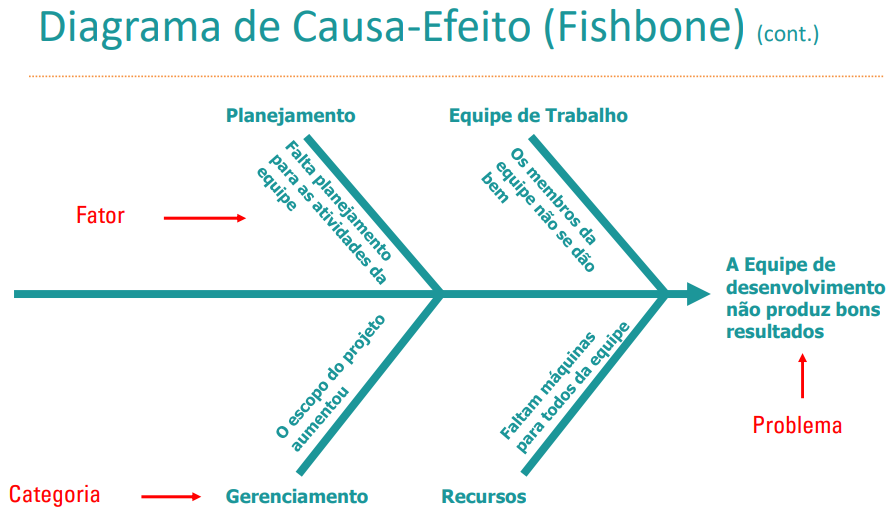 Diagrama de Causa-Efeito (Fishbone) (cont.)
Planejamento
Equipe de Trabalho
Falta planejamento
para as atividades da
equipe
Os membros da
equipe não se dão
bem
Fator
A Equipe de
desenvolvimento
não produz bons
resultados
O escopo do projeto
aumentou
Faltam máquinas
para todos da equipe
Problema
Categoria
Gerenciamento
Recursos